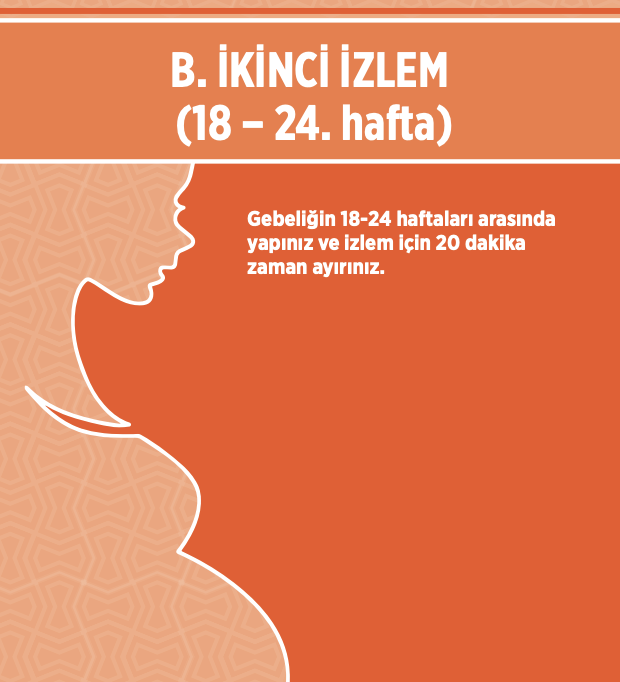 B. İKİNCİ İZLEM
(18 – 24. hafta)
Gebeliğin 18-24 haftaları arasında
yapınız ve izlem için 20 dakika
zaman ayırınız.